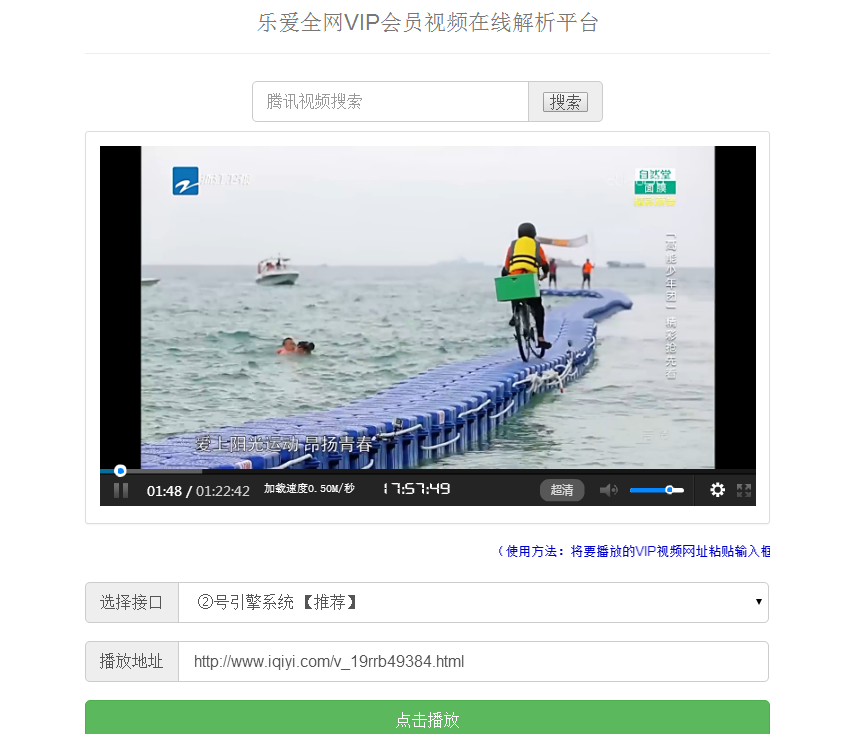 乐爱全网VIP会员视频在线解析平台
腾讯视频搜索
搜索
自然堂
面膜
爱上阳光运动 昂扬青春
01:48 / 01:22:42
加载速度0.50M/秒
17:57:49
超清
（使用方法：将要播放的VIP视频网址粘贴输入框
选择接口
②号引擎系统 【推荐】
播放地址
http://www.iqiyi.com/v_19rrb49384.html
点击播放